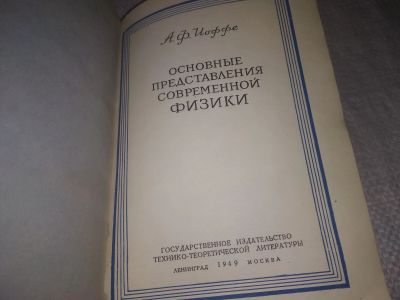 А. Ф. Иоффе
ОСНОВНЫЕ
ПРЕДСТАВЛЕНИЯ
СОВРЕМЕННОЙ
ФИЗИКИ
ГОСУДАРСТВЕННОЕ ИЗДАТЕЛЬСТВО
ТЕХНИКО-ТЕОРЕТИЧЕСКОЙ ЛИТЕРАТУРЫ
ЛЕНИНГРАД 1949 МОСКВА